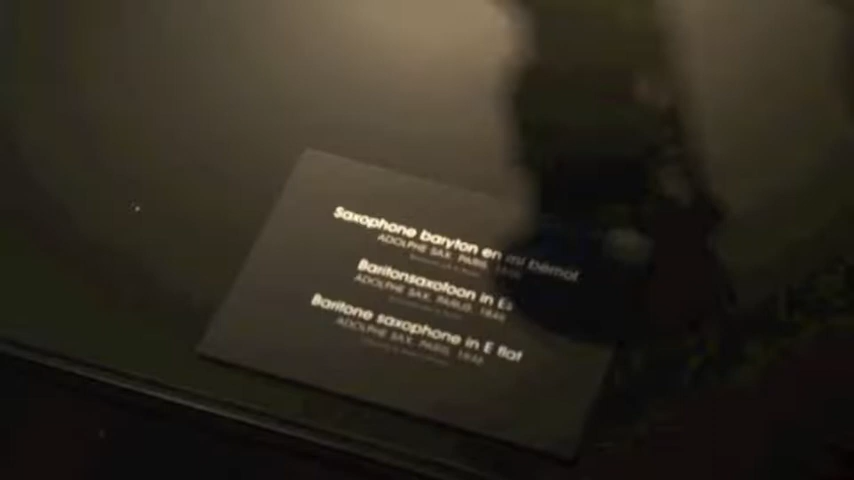 Saxophone baryton en mi bémol
ADOLPHE SAX, PARIS,
Baritonsaxofoon in Es
ADOLPHE SAX, PARIJS, 1846
Baritone saxophone in E flat
ADOLPHE SAX, PARIS, 1846